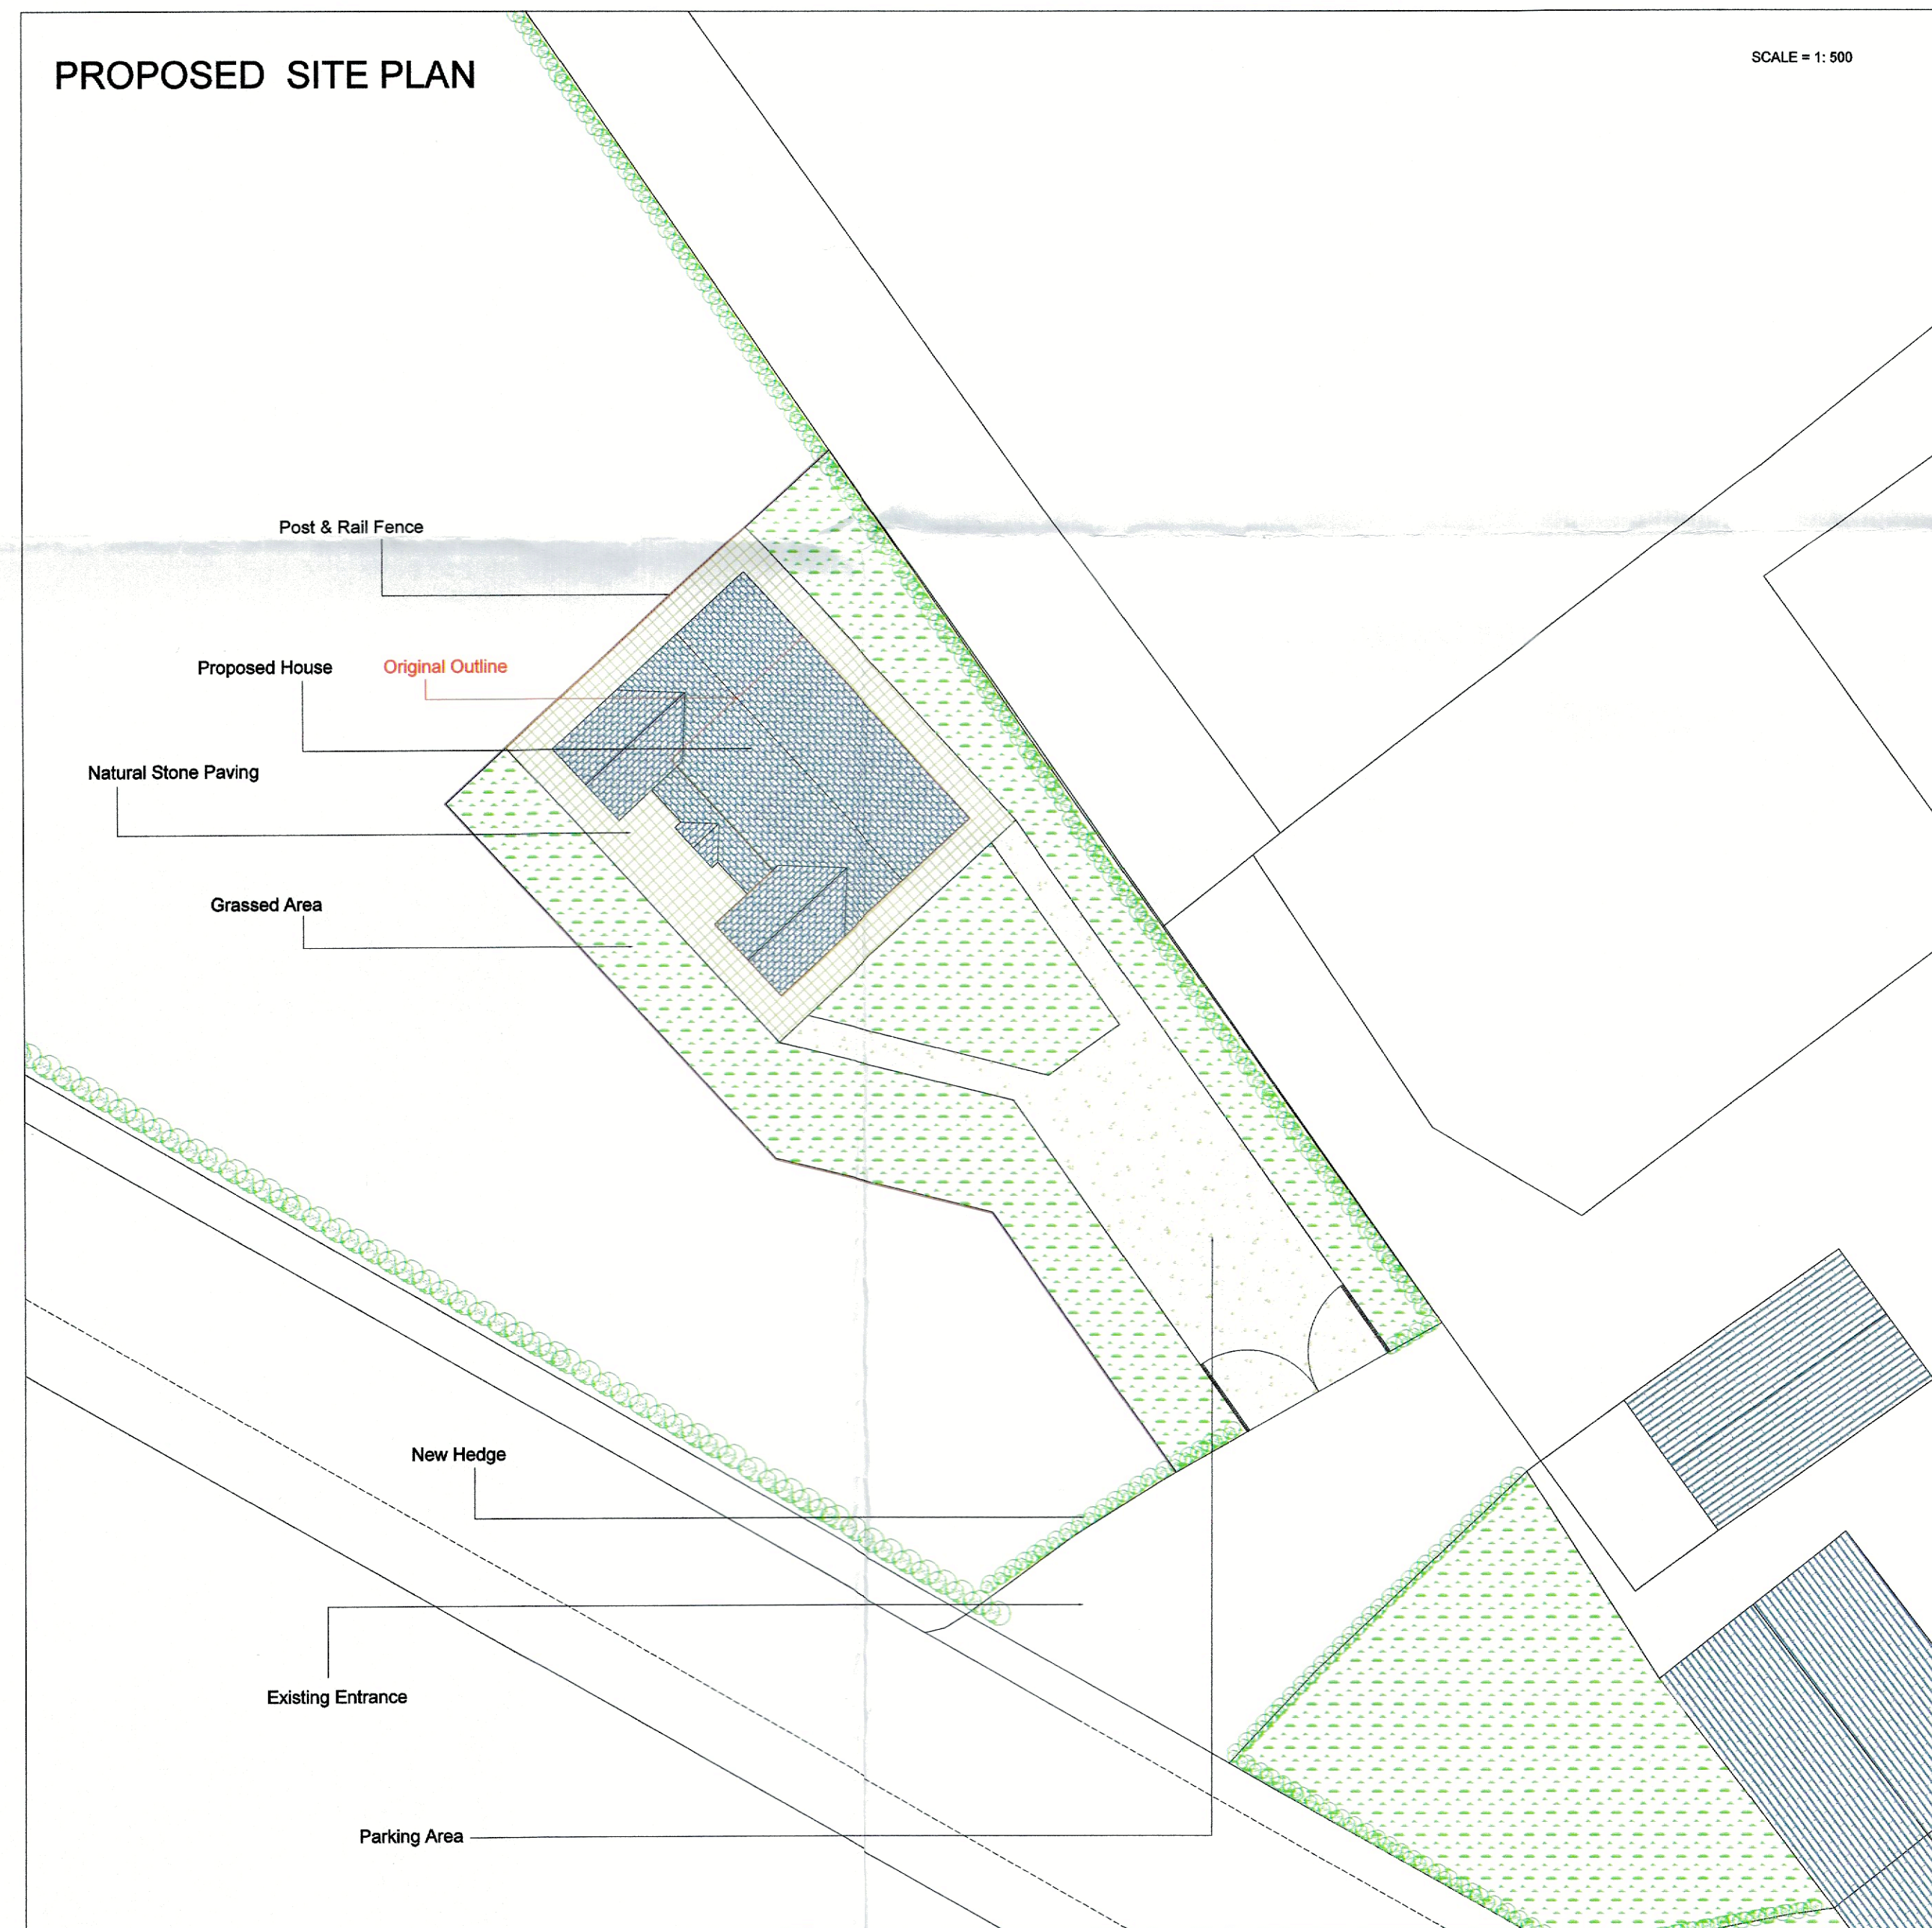 PROPOSED SITE PLAN
SCALE = 1: 500
Post & Rail Fence
Proposed House
Original Outline
Natural Stone Paving
Grassed Area
New Hedge
Existing Entrance
Parking Area